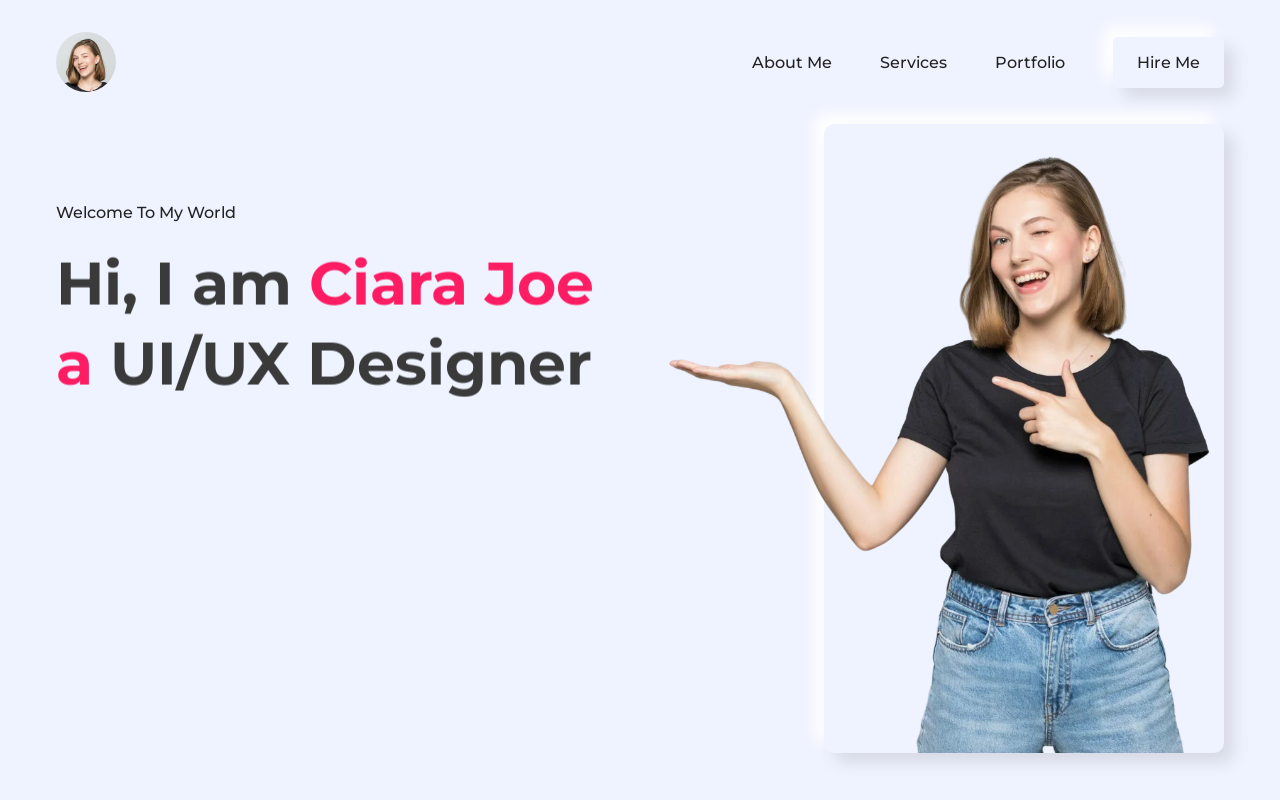 About Me
Services
Portfolio
Hire Me
Welcome To My World
Hi, I am Ciara Joe
a UI/UX Designer